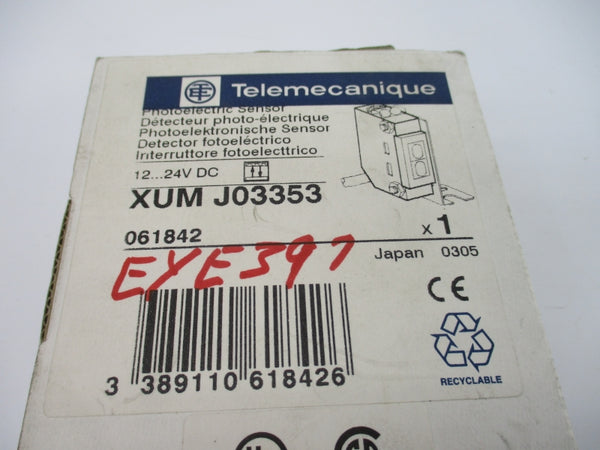 Telemecanique
Photoelectric Sensor
Détecteur photo-électrique
Photoelektronische Sensor
Detector fotoeléctrico
Interruttore fotoelecttrico
12...24V DC
XUM J03353
061842
x 1
EYE397
Japan 0305
CE
3 389110 618426
RECYCLABLE